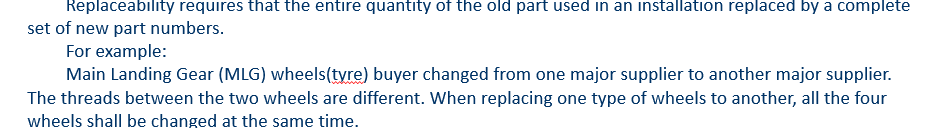 Replaceability requires that the entire quantity of the old part used in an installation replaced by a complete
set of new part numbers.
For example:
Main Landing Gear (MLG) wheels(tyre) buyer changed from one major supplier to another major supplier.
The threads between the two wheels are different. When replacing one type of wheels to another, all the four
wheels shall be changed at the same time.